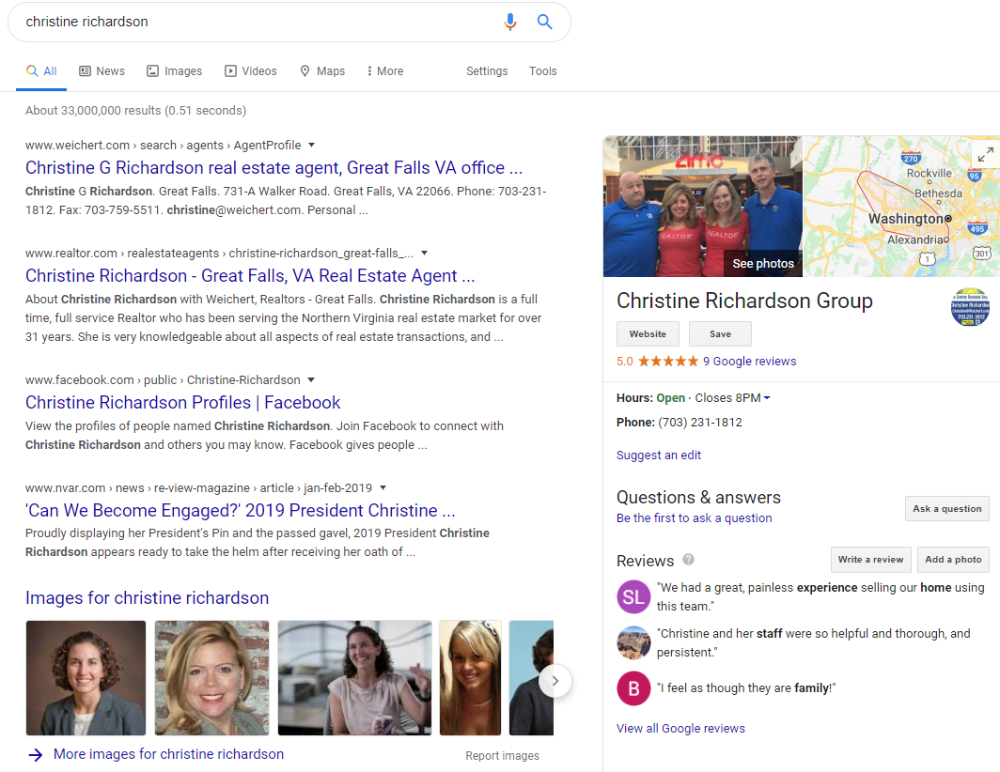 christine richardson
All News Images Videos Maps More Settings Tools
About 33,000,000 results (0.51 seconds)
www.weichert.com › search › agents › AgentProfile
Christine G Richardson real estate agent, Great Falls VA office ...
Christine G Richardson. Great Falls. 731-A Walker Road. Great Falls, VA 22066. Phone: 703-231-
1812. Fax: 703-759-5511. christine@weichert.com. Personal ...
www.realtor.com › realestateagents › christine-richardson_great-falls_...
Christine Richardson - Great Falls, VA Real Estate Agent ...
About Christine Richardson with Weichert, Realtors - Great Falls. Christine Richardson is a full
time, full service Realtor who has been serving the Northern Virginia real estate market for over
31 years. She is very knowledgeable about all aspects of real estate transactions, and ...
www.facebook.com › public › Christine-Richardson
Christine Richardson Profiles | Facebook
View the profiles of people named Christine Richardson. Join Facebook to connect with
Christine Richardson and others you may know. Facebook gives people ...
www.nvar.com › news › re-view-magazine › article › jan-feb-2019
'Can We Become Engaged?' 2019 President Christine ...
Proudly displaying her President's Pin and the passed gavel, 2019 President Christine
Richardson appears ready to take the helm after receiving her oath of ...
Images for christine richardson
More images for christine richardson
Report images
amc
REALTOR
REALTOR
See photos
270
Rockville
95
Bethesda
Washington
495
Alexandria
1
301
Christine Richardson Group
Christine Richardson
703.231.1812
Website Save
5.0 ★★★★★ 9 Google reviews
Hours: Open · Closes 8PM
Phone: (703) 231-1812
Suggest an edit
Questions & answers
Be the first to ask a question
Ask a question
Reviews ?
Write a review Add a photo
SL
"We had a great, painless experience selling our home using
this team."
"Christine and her staff were so helpful and thorough, and
persistent."
B
"I feel as though they are family!"
View all Google reviews